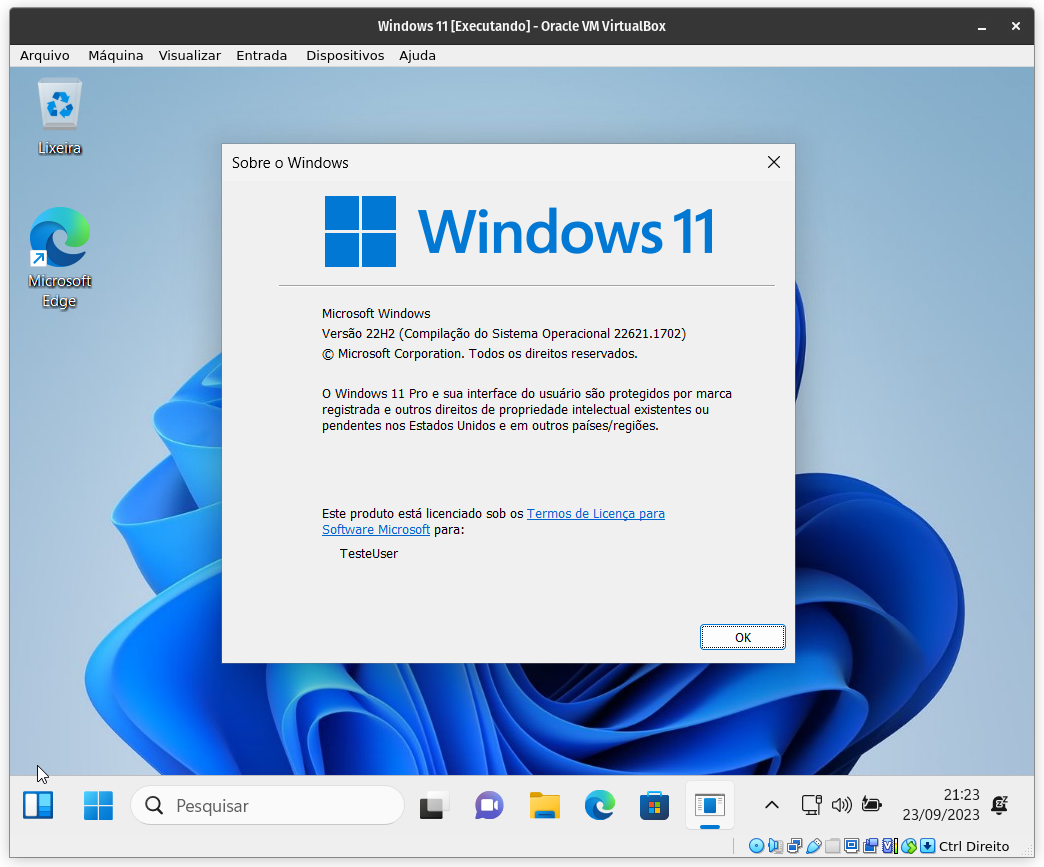 Windows 11 [Executando] - Oracle VM VirtualBox
Arquivo Máquina Visualizar Entrada Dispositivos Ajuda
Lixeira
Microsoft
Edge
Sobre o Windows
Windows 11
Microsoft Windows
Versão 22H2 (Compilação do Sistema Operacional 22621.1702)
© Microsoft Corporation. Todos os direitos reservados.
O Windows 11 Pro e sua interface do usuário são protegidos por marca
registrada e outros direitos de propriedade intelectual existentes ou
pendentes nos Estados Unidos e em outros países/regiões.
Este produto está licenciado sob os Termos de Licença para
Software Microsoft para:
TesteUser
OK
Pesquisar
21:23
23/09/2023
Ctrl Direito